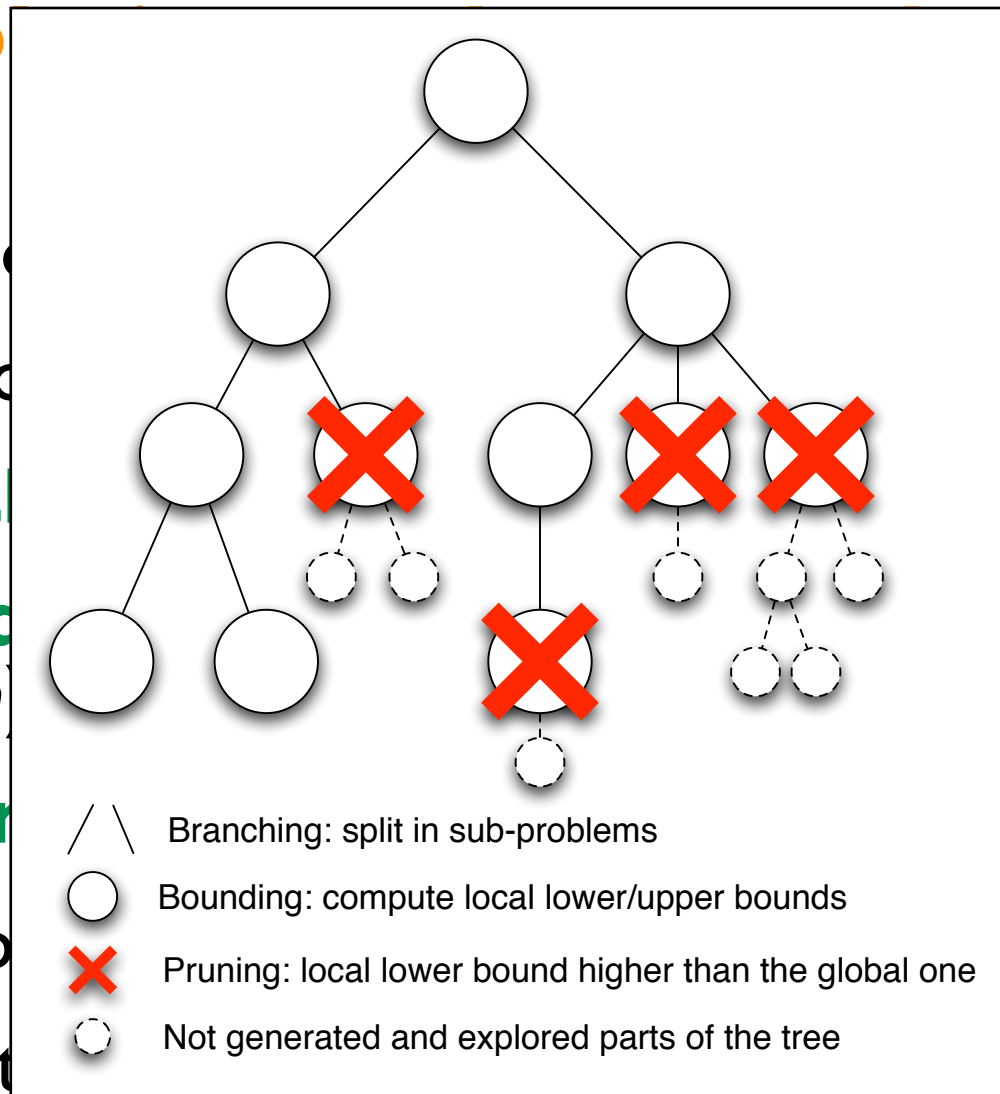 Branching: split in sub-problems
Bounding: compute local lower/upper bounds
Pruning: local lower bound higher than the global one
Not generated and explored parts of the tree